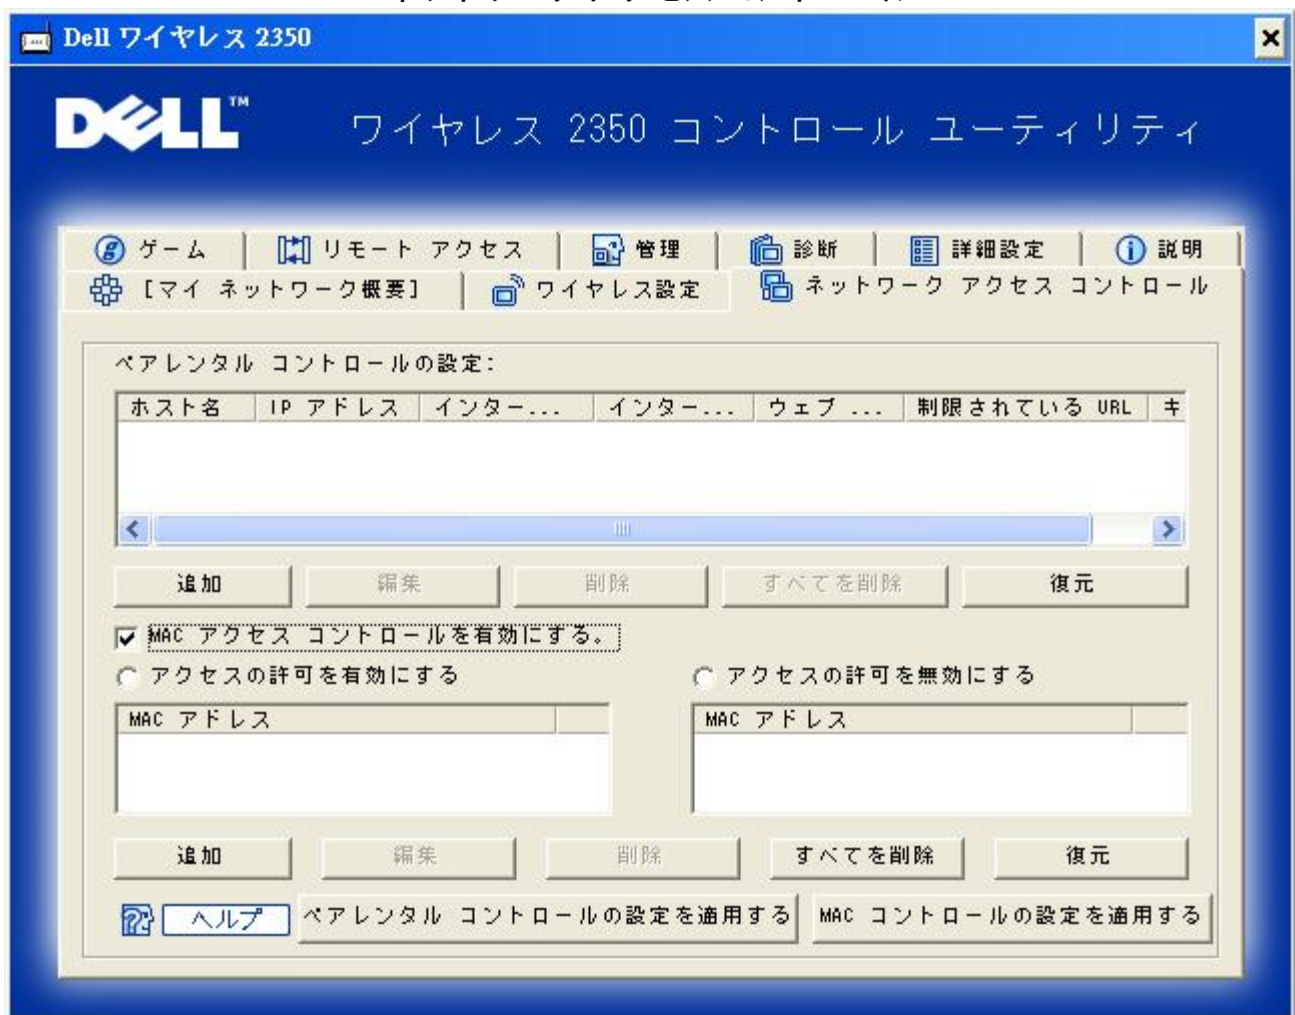 Dell ワイヤレス 2350
DELL™
ワイヤレス 2350 コントロール ユーティリティ
ゲーム リモート アクセス 管理 診断 詳細設定 説明
[マイ ネットワーク概要] ワイヤレス設定 ネットワーク アクセス コントロール
ペアレンタル コントロールの設定:
ホスト名 IP アドレス インター... インター... ウェブ ... 制限されている URL キ
追加 編集 削除 すべてを削除 復元
MAC アクセス コントロールを有効にする。
アクセスの許可を有効にする アクセスの許可を無効にする
MAC アドレス MAC アドレス
追加 編集 削除 すべてを削除 復元
ヘルプ ペアレンタル コントロールの設定を適用する MAC コントロールの設定を適用する